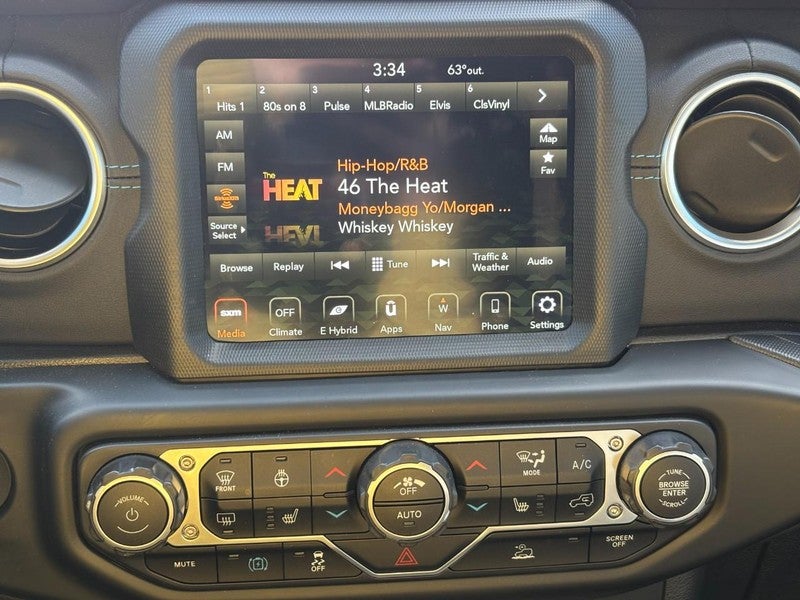 3:34 63° out.
1 2 3 4 5 6
Hits 1 80s on 8 Pulse MLBRadio Elvis ClsVinyl
AM
Map
FM
Fav
SiriusXM
Source
Select
The
HEAT
Hip-Hop/R&B
46 The Heat
Moneybagg Yo/Morgan ...
Whiskey Whiskey
Browse Replay Tune Traffic &
Weather Audio
sxm OFF W
Media Climate E Hybrid Apps Nav Phone Settings
VOLUME
FRONT
OFF
AUTO
MODE
A/C
TUNE
BROWSE
ENTER
SCROLL
MUTE
OFF
SCREEN
OFF